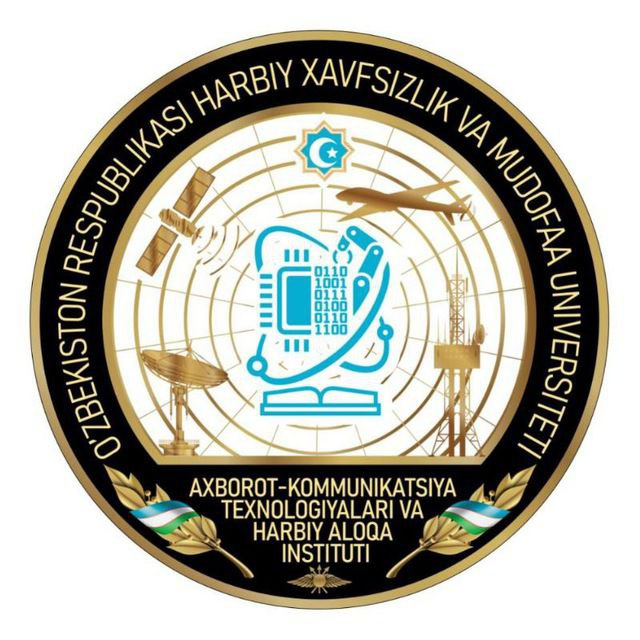 O'ZBEKISTON RESPUBLIKASI HARBIY XAVFSIZLIK VA MUDOFAA UNIVERSITETI
0110
1001
0111
0100
0110
1100
AXBOROT-KOMMUNIKATSIYA
TEXNOLOGIYALARI VA
HARBIY ALOQA
INSTITUTI